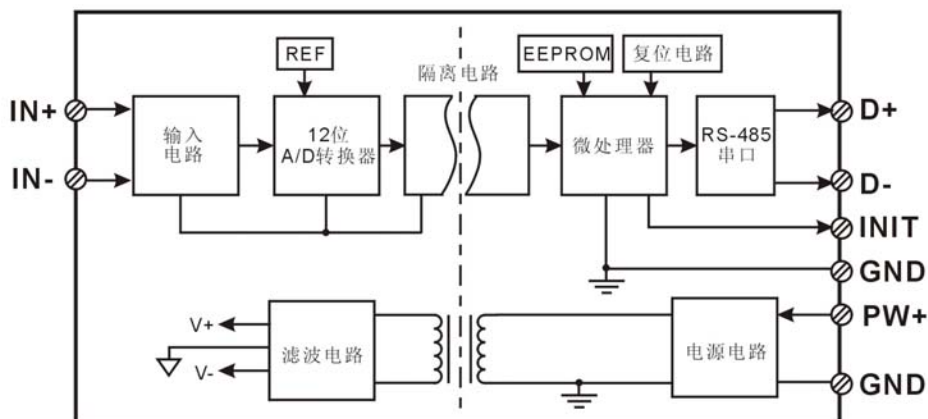 REF
EEPROM
复位电路
隔离电路
IN+
IN-
输入
电路
12位
A/D转换器
微处理器
RS-485
串口
D+
D-
INIT
GND
V+
V-
滤波电路
电源电路
PW+
GND